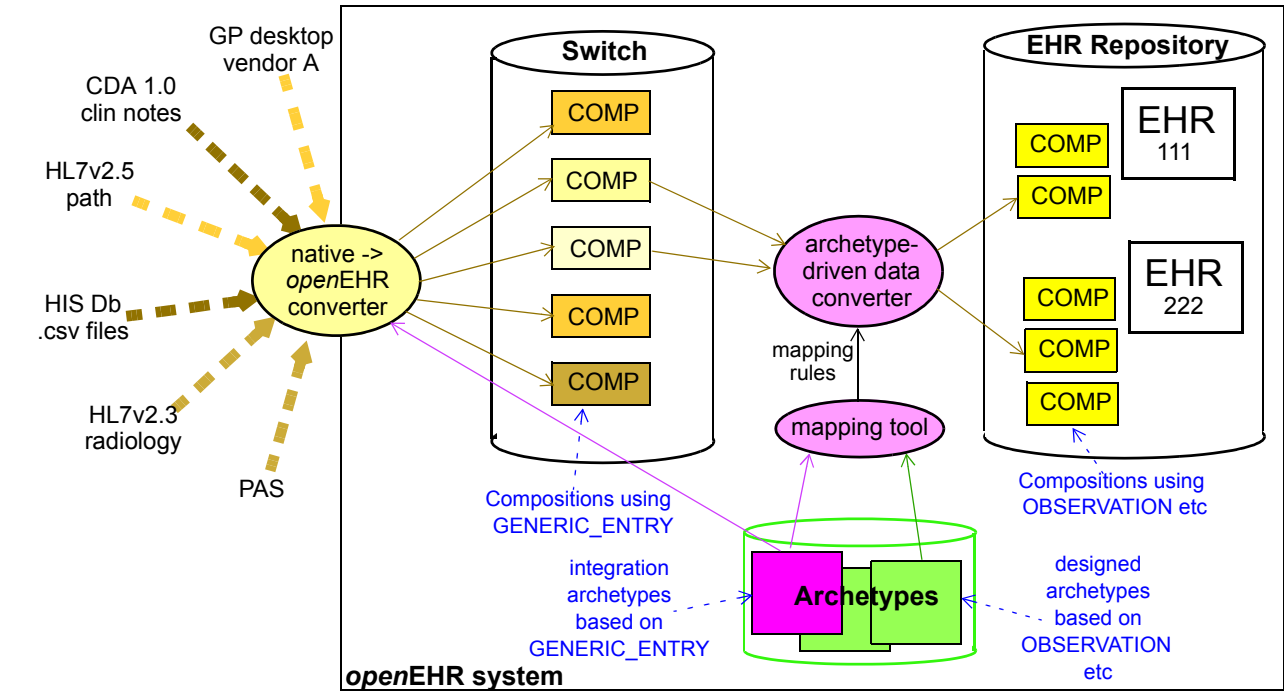 GP desktop
vendor A
CDA 1.0
clin notes
HL7v2.5
path
HIS Db
.csv files
HL7v2.3
radiology
PAS
native ->
openEHR
converter
Switch
COMP
COMP
COMP
COMP
COMP
Compositions using
GENERIC_ENTRY
archetype-
driven data
converter
mapping
rules
mapping tool
EHR Repository
EHR
111
COMP
COMP
EHR
222
COMP
COMP
COMP
Compositions using
OBSERVATION etc
integration
archetypes
based on
GENERIC_ENTRY
Archetypes
designed
archetypes
based on
OBSERVATION
etc
openEHR system